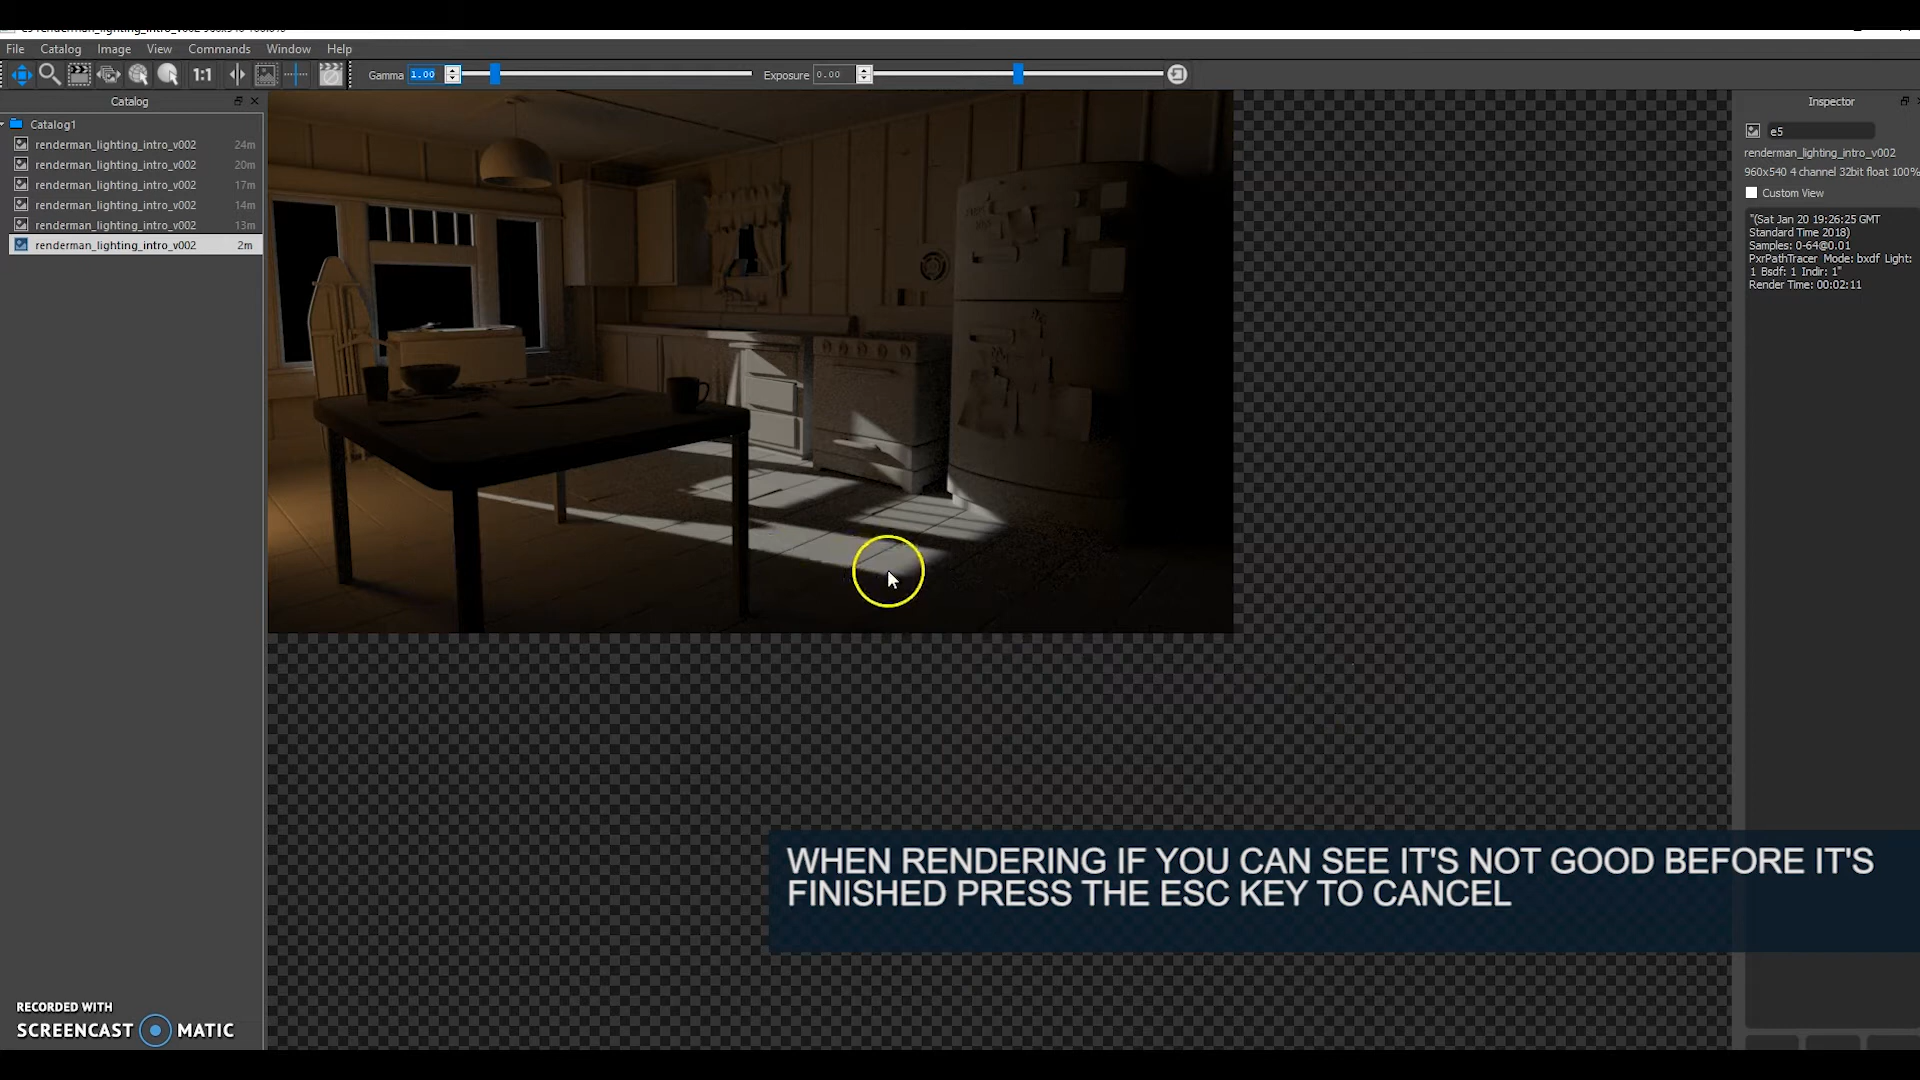 File Catalog Image View Commands Window Help
1:1 Gamma 1.00 Exposure 0.00
Catalog
Catalog1
renderman_lighting_intro_v002 24m
renderman_lighting_intro_v002 20m
renderman_lighting_intro_v002 17m
renderman_lighting_intro_v002 14m
renderman_lighting_intro_v002 13m
renderman_lighting_intro_v002 2m
Inspector
e5
renderman_lighting_intro_v002
960x540 4 channel 32bit float 100%
Custom View
"(Sat Jan 20 19:26:25 GMT
Standard Time 2018)
Samples: 0-64@0.01
PxrPathTracer Mode: bxdf Light:
1 Bsdf: 1 Indir: 1"
Render Time: 00:02:11
WHEN RENDERING IF YOU CAN SEE IT'S NOT GOOD BEFORE IT'S
FINISHED PRESS THE ESC KEY TO CANCEL
RECORDED WITH
SCREENCAST MATIC